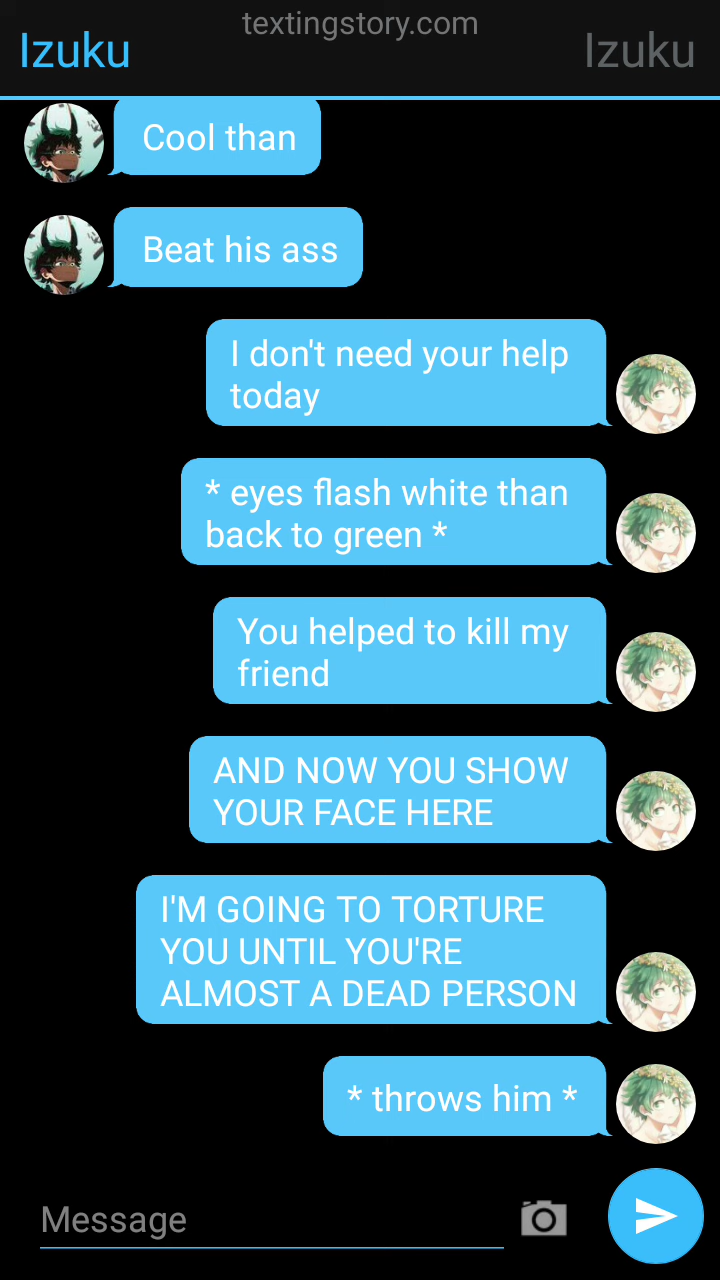 textingstory.com
Izuku
Izuku
Cool than
Beat his ass
I don't need your help
today
* eyes flash white than
back to green *
You helped to kill my
friend
AND NOW YOU SHOW
YOUR FACE HERE
I'M GOING TO TORTURE
YOU UNTIL YOU'RE
ALMOST A DEAD PERSON
* throws him *
Message